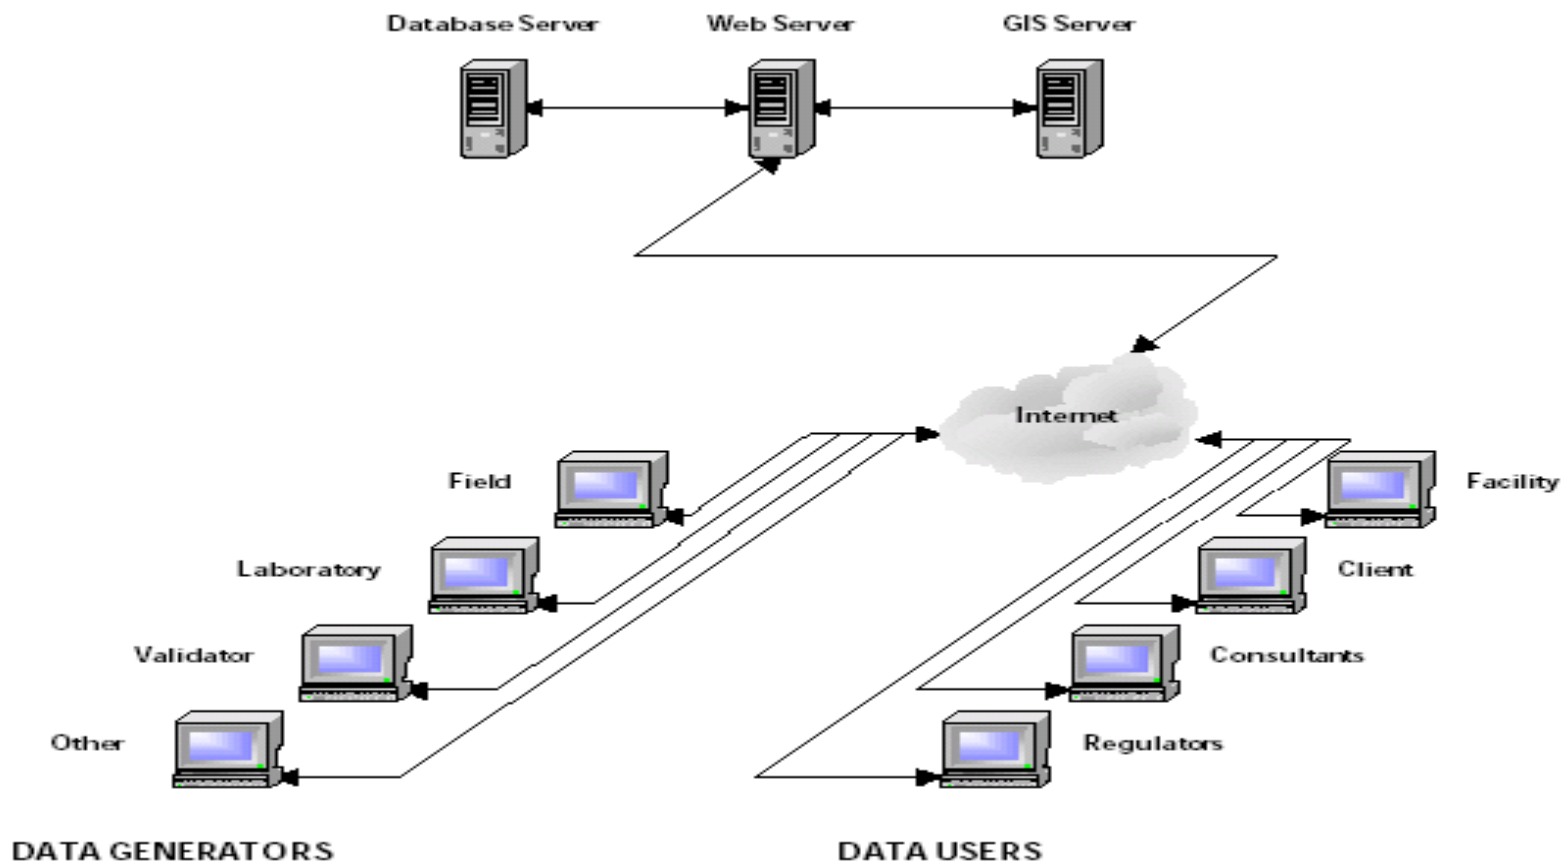 Database Server
Web Server
GIS Server
Internet
Field
Facility
Laboratory
Client
Validator
Consultants
Other
Regulators
DATA GENERATORS
DATA USERS